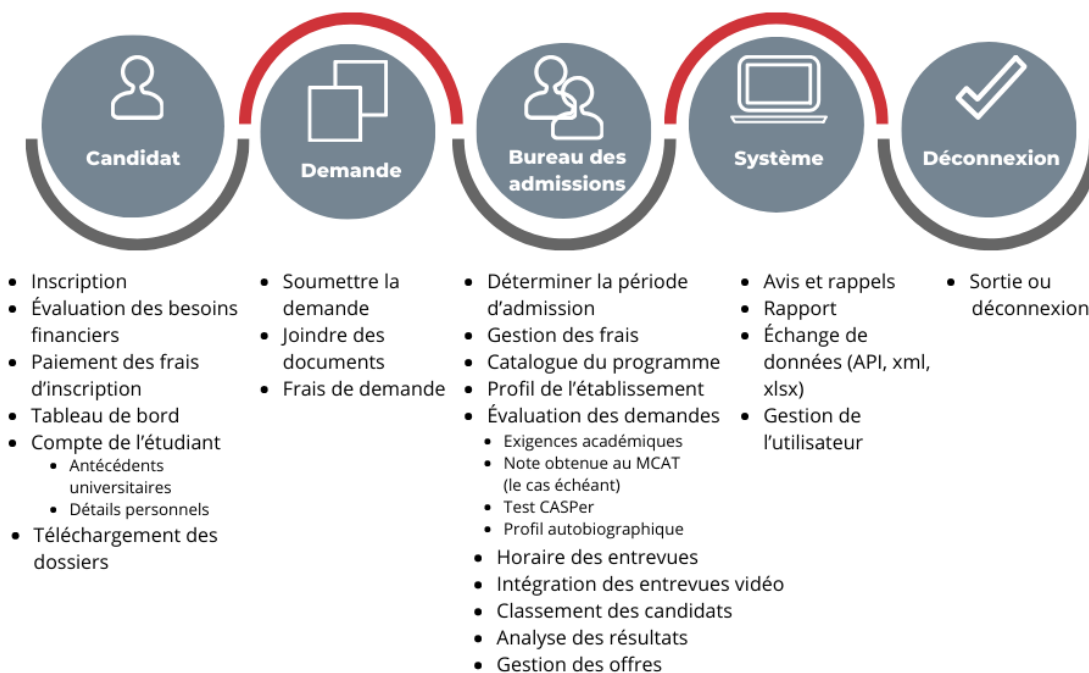 Candidat
Demande
Bureau des
admissions
Système
Déconnexion
• Inscription
• Évaluation des besoins
financiers
• Paiement des frais
d’inscription
• Tableau de bord
• Compte de l’étudiant
• Antécédents
universitaires
• Détails personnels
• Téléchargement des
dossiers
• Soumettre la
demande
• Joindre des
documents
• Frais de demande
• Déterminer la période
d’admission
• Gestion des frais
• Catalogue du programme
• Profil de l’établissement
• Évaluation des demandes
• Exigences académiques
• Note obtenue au MCAT
(le cas échéant)
• Test CASPer
• Profil autobiographique
• Horaire des entrevues
• Intégration des entrevues vidéo
• Classement des candidats
• Analyse des résultats
• Gestion des offres
• Avis et rappels
• Rapport
• Échange de
données (API, xml,
xlsx)
• Gestion de
l’utilisateur
• Sortie ou
déconnexion